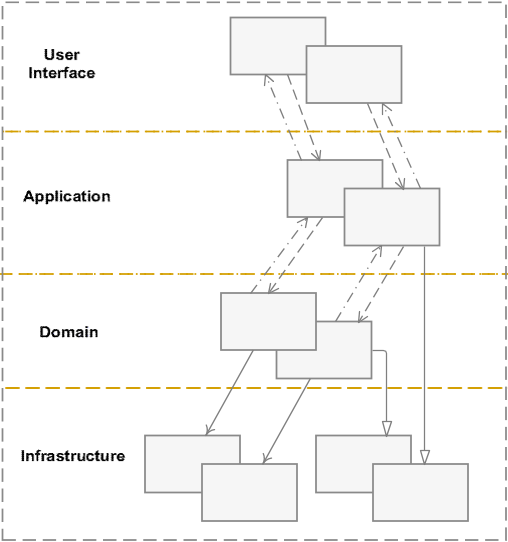 User
Interface
Application
Domain
Infrastructure